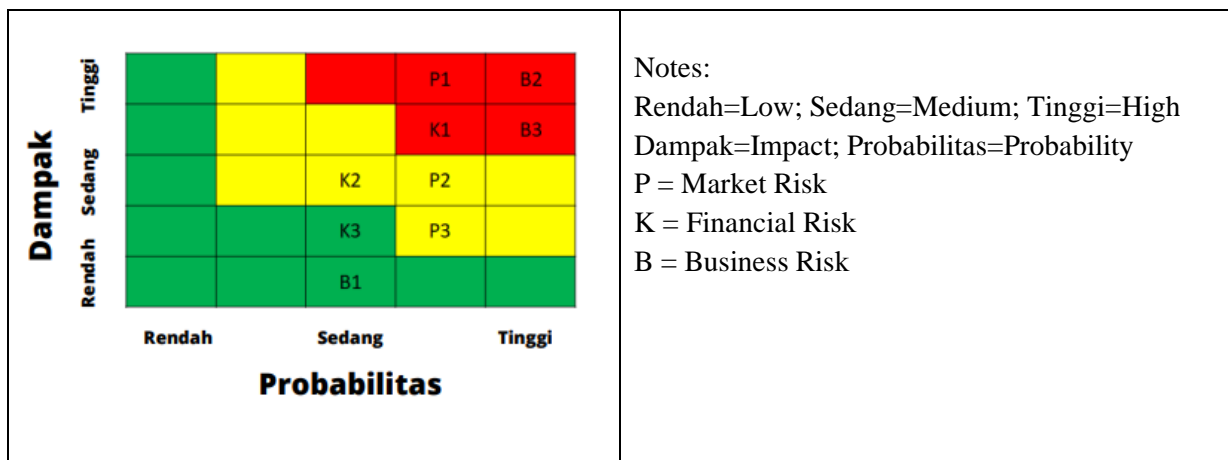 Dampak
Tinggi
Sedang
Rendah
P1 B2
K1 B3
K2 P2
K3 P3
B1
Rendah Sedang Tinggi
Probabilitas
Notes:
Rendah=Low; Sedang=Medium; Tinggi=High
Dampak=Impact; Probabilitas=Probability
P = Market Risk
K = Financial Risk
B = Business Risk